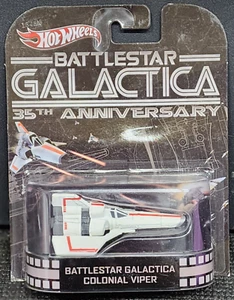 Hot Wheels
BATTLESTAR
GALACTICA
35TH ANNIVERSARY
BATTLESTAR GALACTICA
COLONIAL VIPER